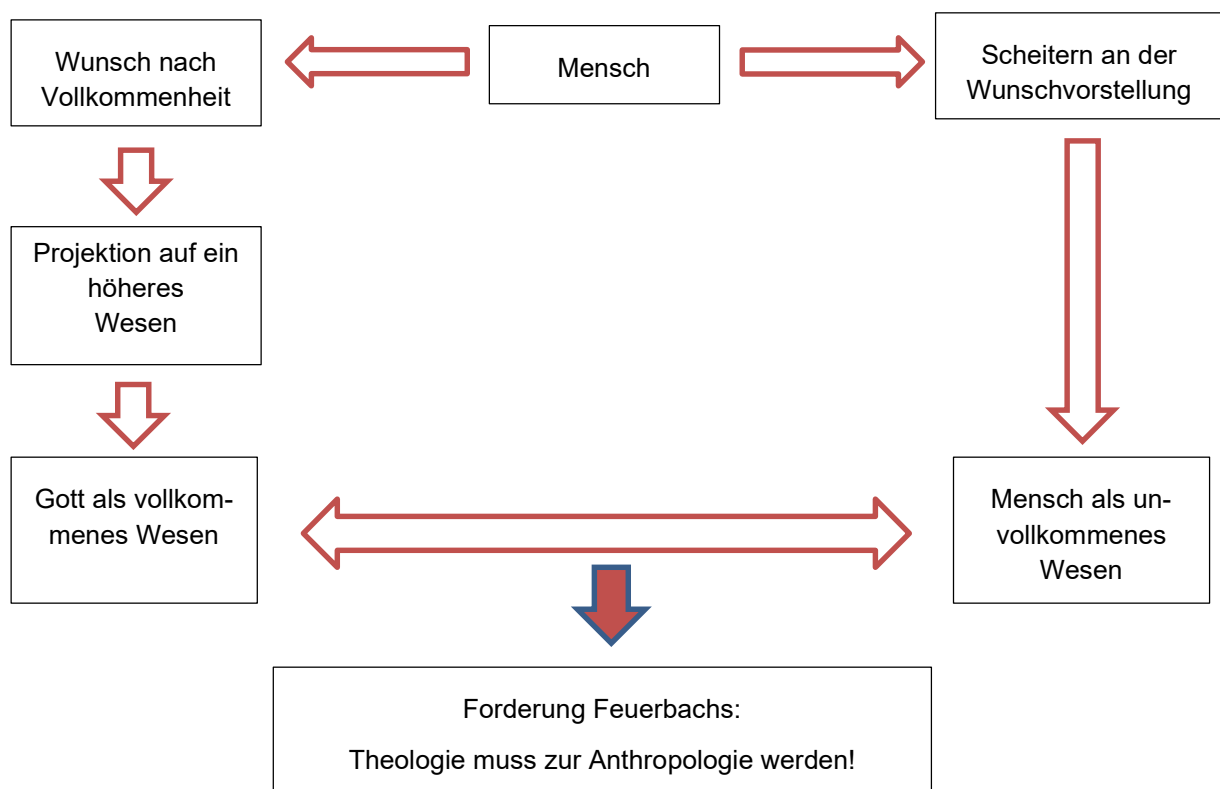 Wunsch nach
Vollkommenheit
Mensch
Scheitern an der
Wunschvorstellung
Projektion auf ein
höheres
Wesen
Gott als vollkom-
menes Wesen
Mensch als un-
vollkommenes
Wesen
Forderung Feuerbachs:
Theologie muss zur Anthropologie werden!